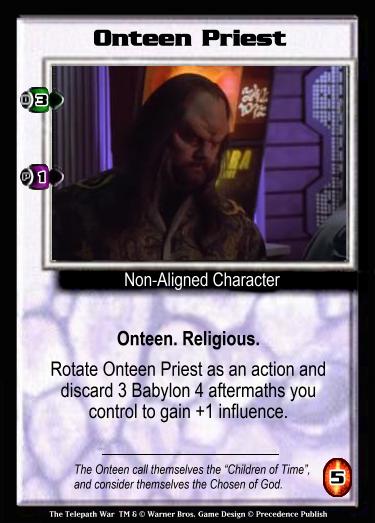 Onteen Priest
D 3
P 1
Non-Aligned Character
Onteen. Religious.
Rotate Onteen Priest as an action and
discard 3 Babylon 4 aftermaths you
control to gain +1 influence.
The Onteen call themselves the “Children of Time”,
and consider themselves the Chosen of God.
5
The Telepath War TM & © Warner Bros. Game Design © Precedence Publish